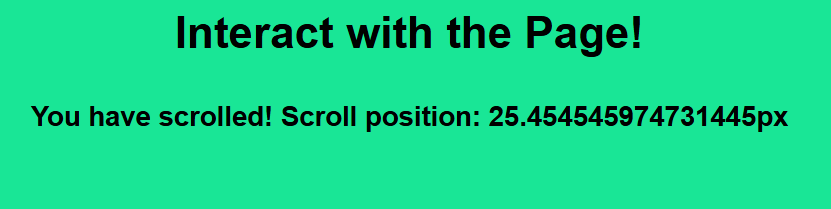 Interact with the Page!
You have scrolled! Scroll position: 25.454545974731445px